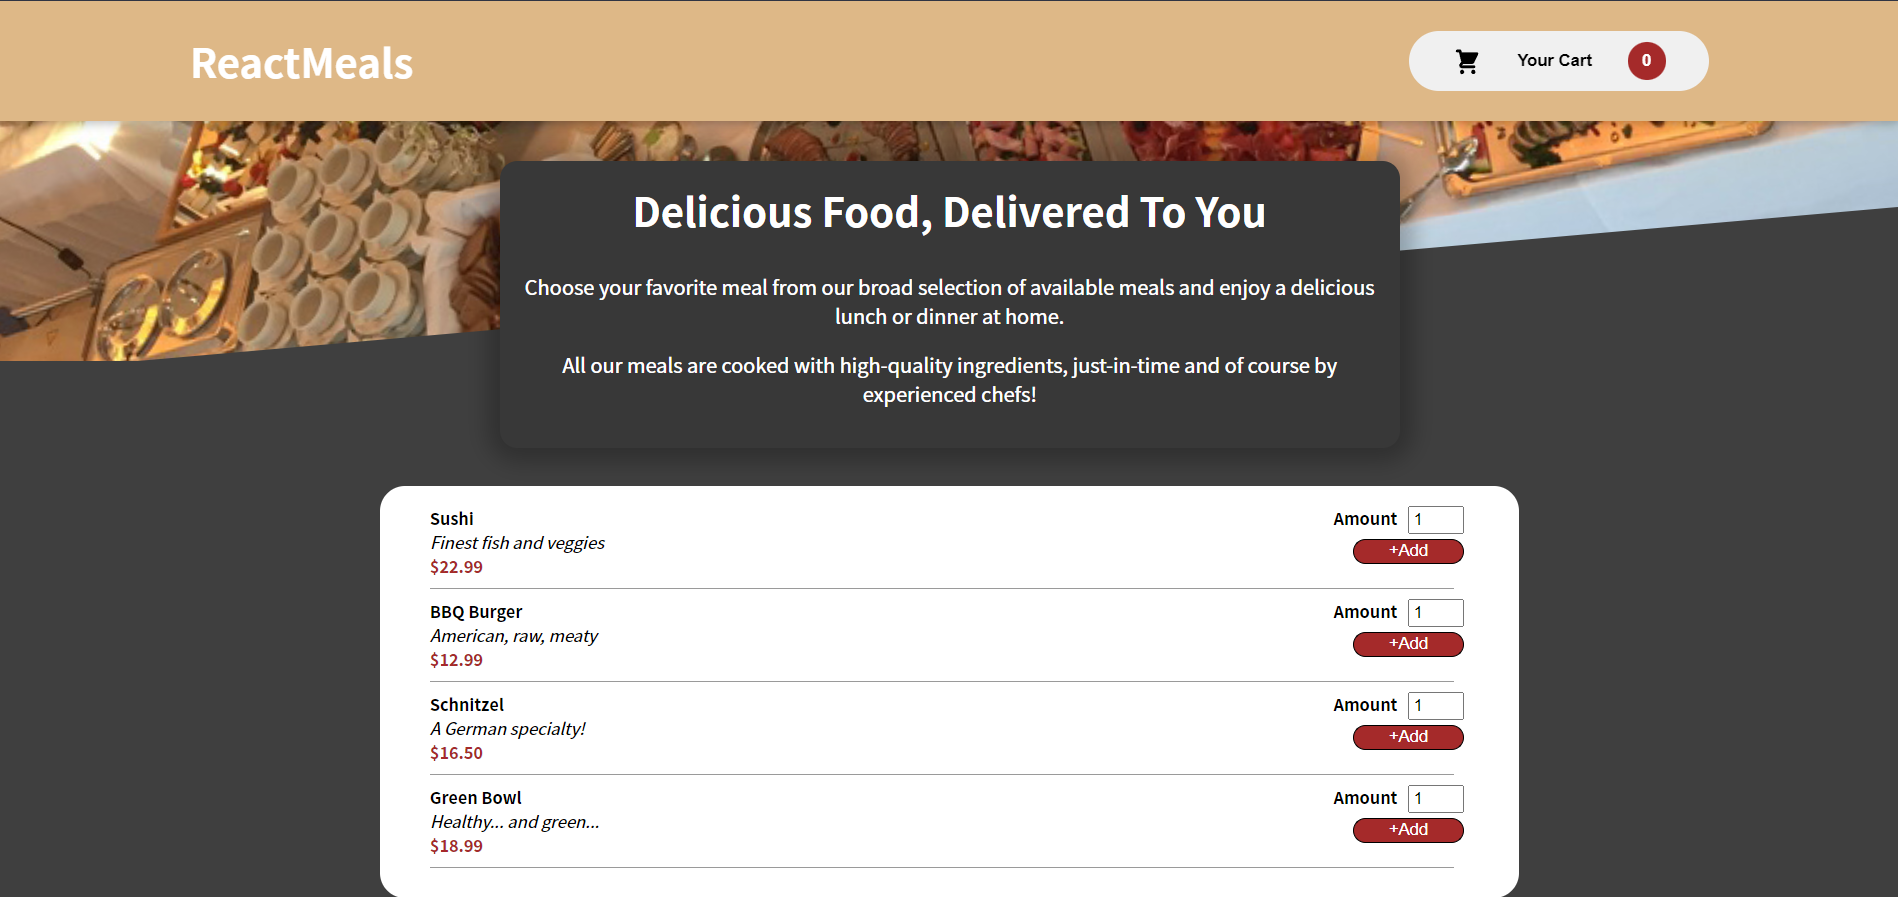 ReactMeals
Your Cart 0
Delicious Food, Delivered To You
Choose your favorite meal from our broad selection of available meals and enjoy a delicious
lunch or dinner at home.
All our meals are cooked with high-quality ingredients, just-in-time and of course by
experienced chefs!
Sushi
Finest fish and veggies
$22.99
Amount 1
+Add
BBQ Burger
American, raw, meaty
$12.99
Amount 1
+Add
Schnitzel
A German specialty!
$16.50
Amount 1
+Add
Green Bowl
Healthy... and green...
$18.99
Amount 1
+Add